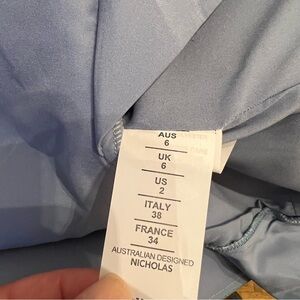 AUS
6
UK
6
US
2
ITALY
38
FRANCE
34
AUSTRALIAN DESIGNED
NICHOLAS